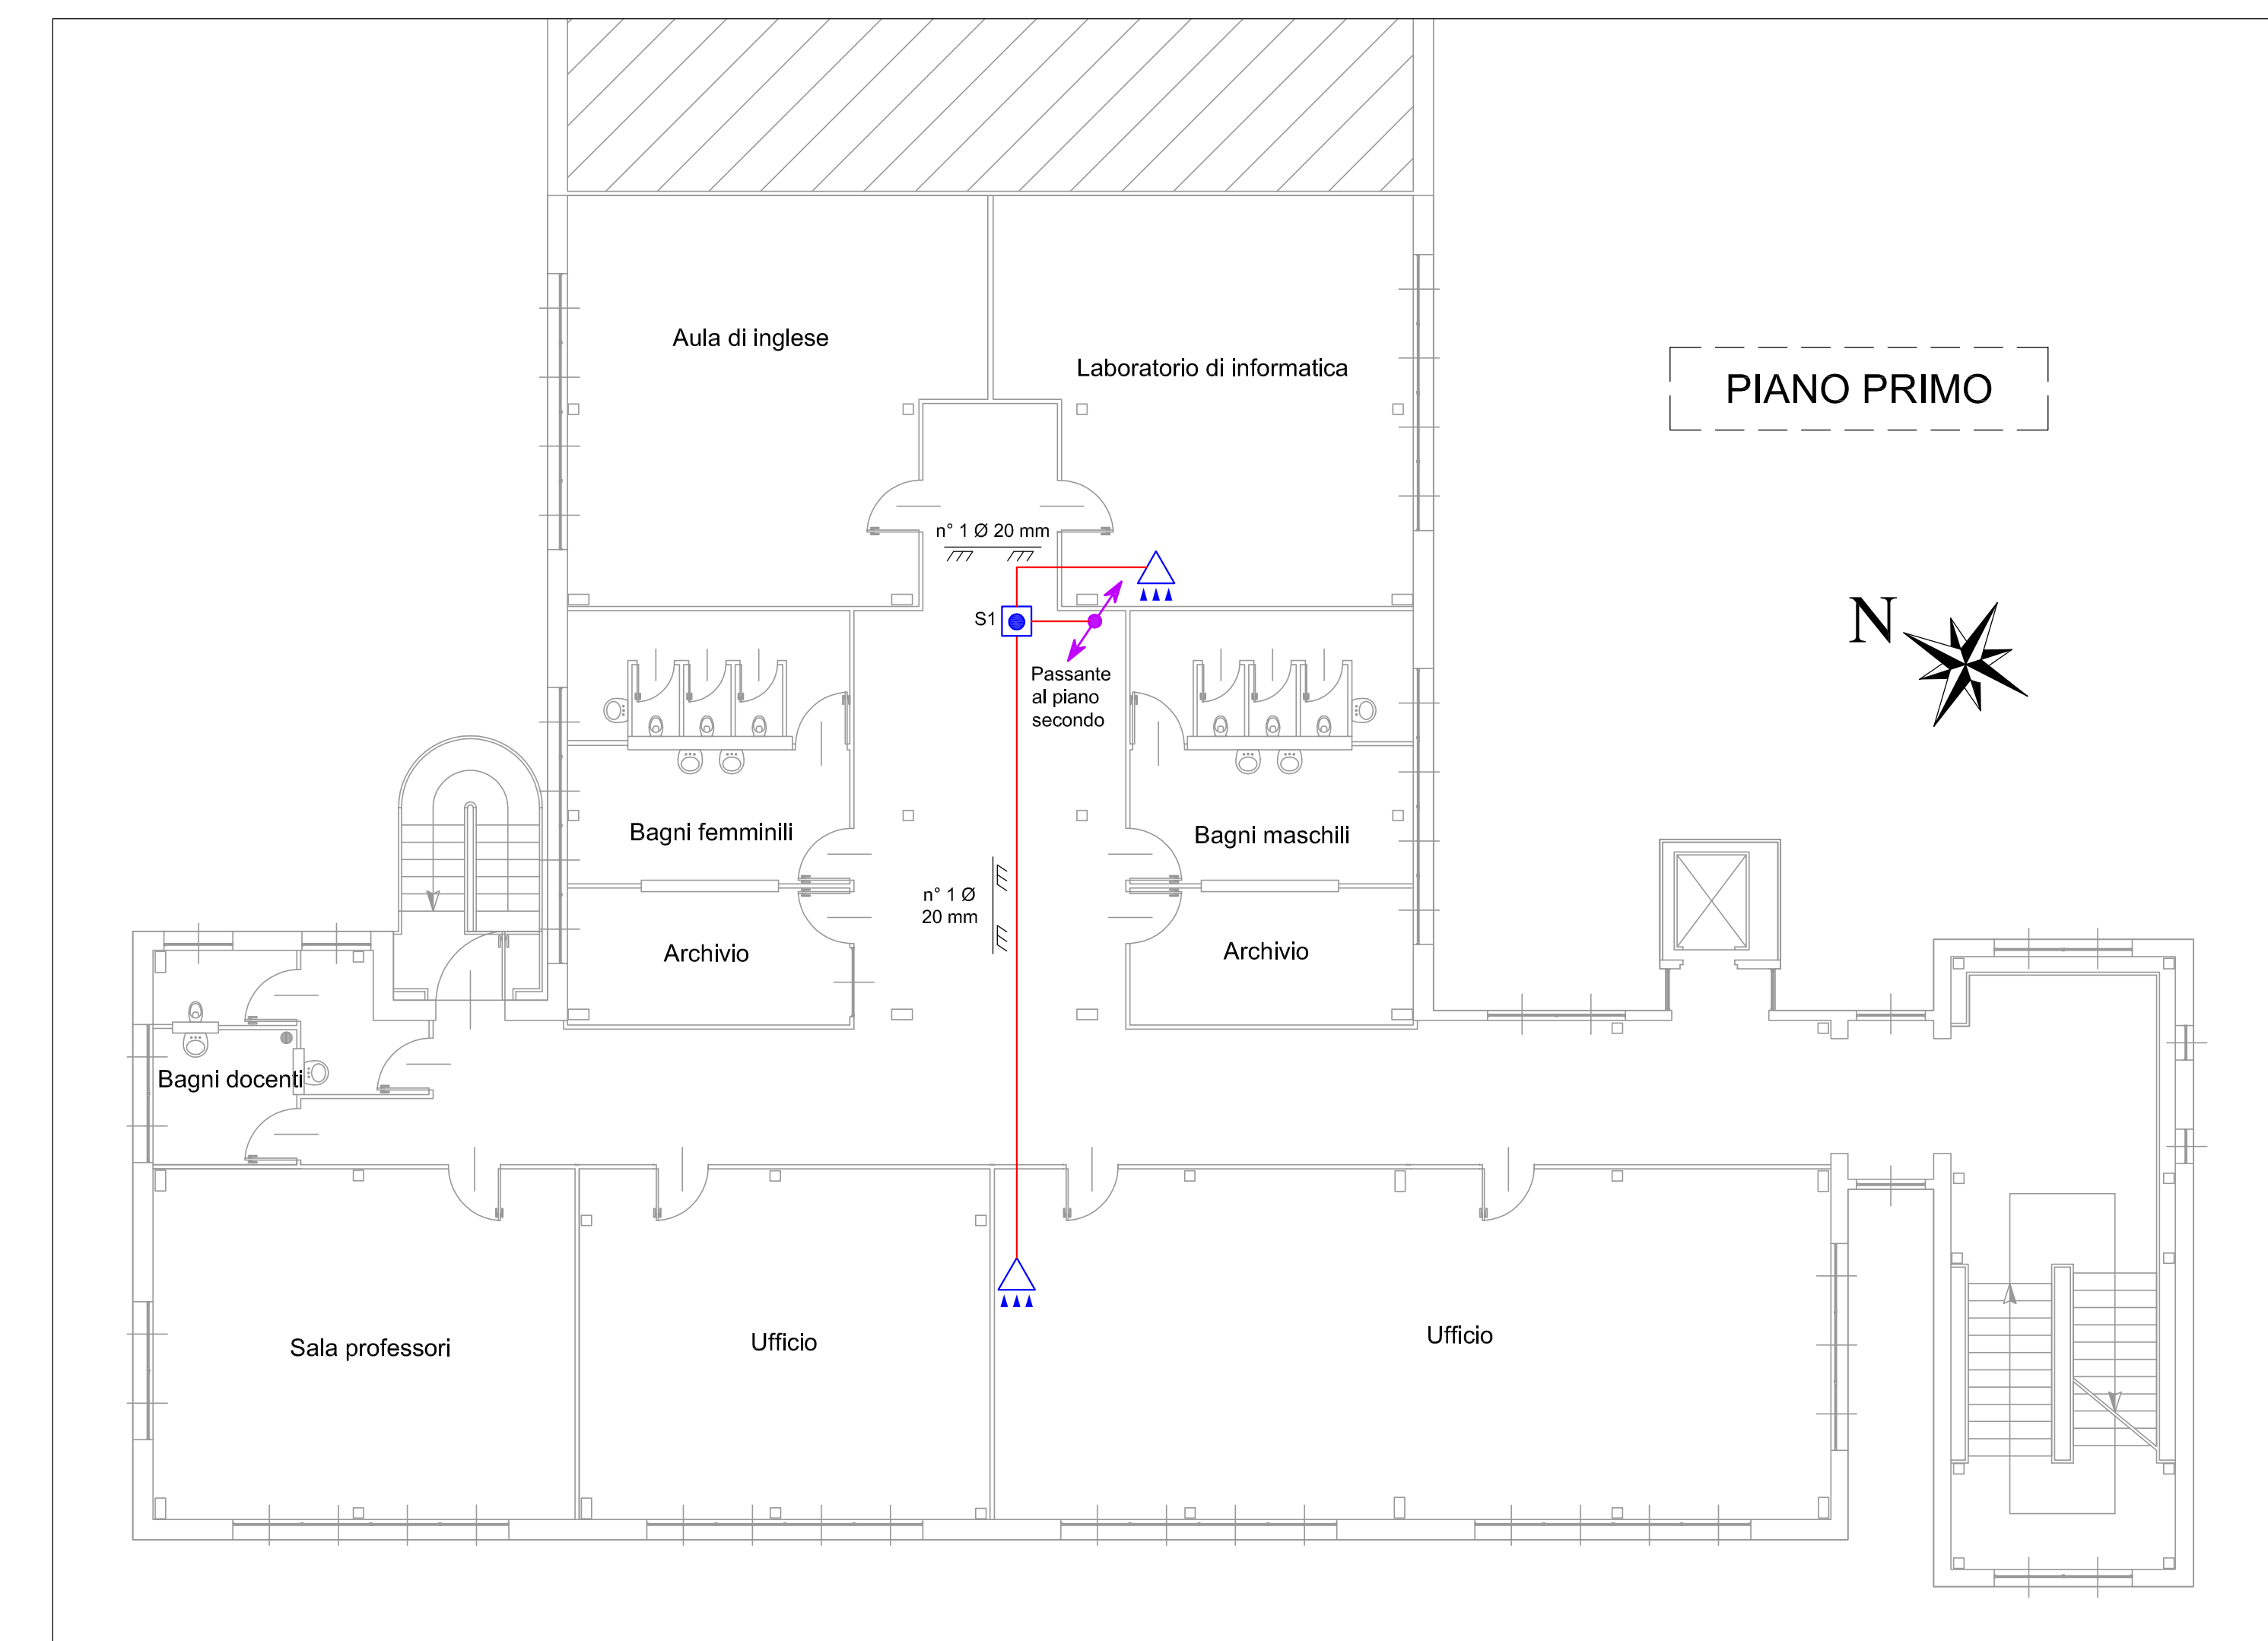 Aula di inglese
Laboratorio di informatica
PIANO PRIMO
n° 1 Ø 20 mm
N
S1
Passante
al piano
secondo
Bagni femminili
Bagni maschili
n° 1 Ø
20 mm
Archivio
Archivio
Bagni docenti
Sala professori
Ufficio
Ufficio